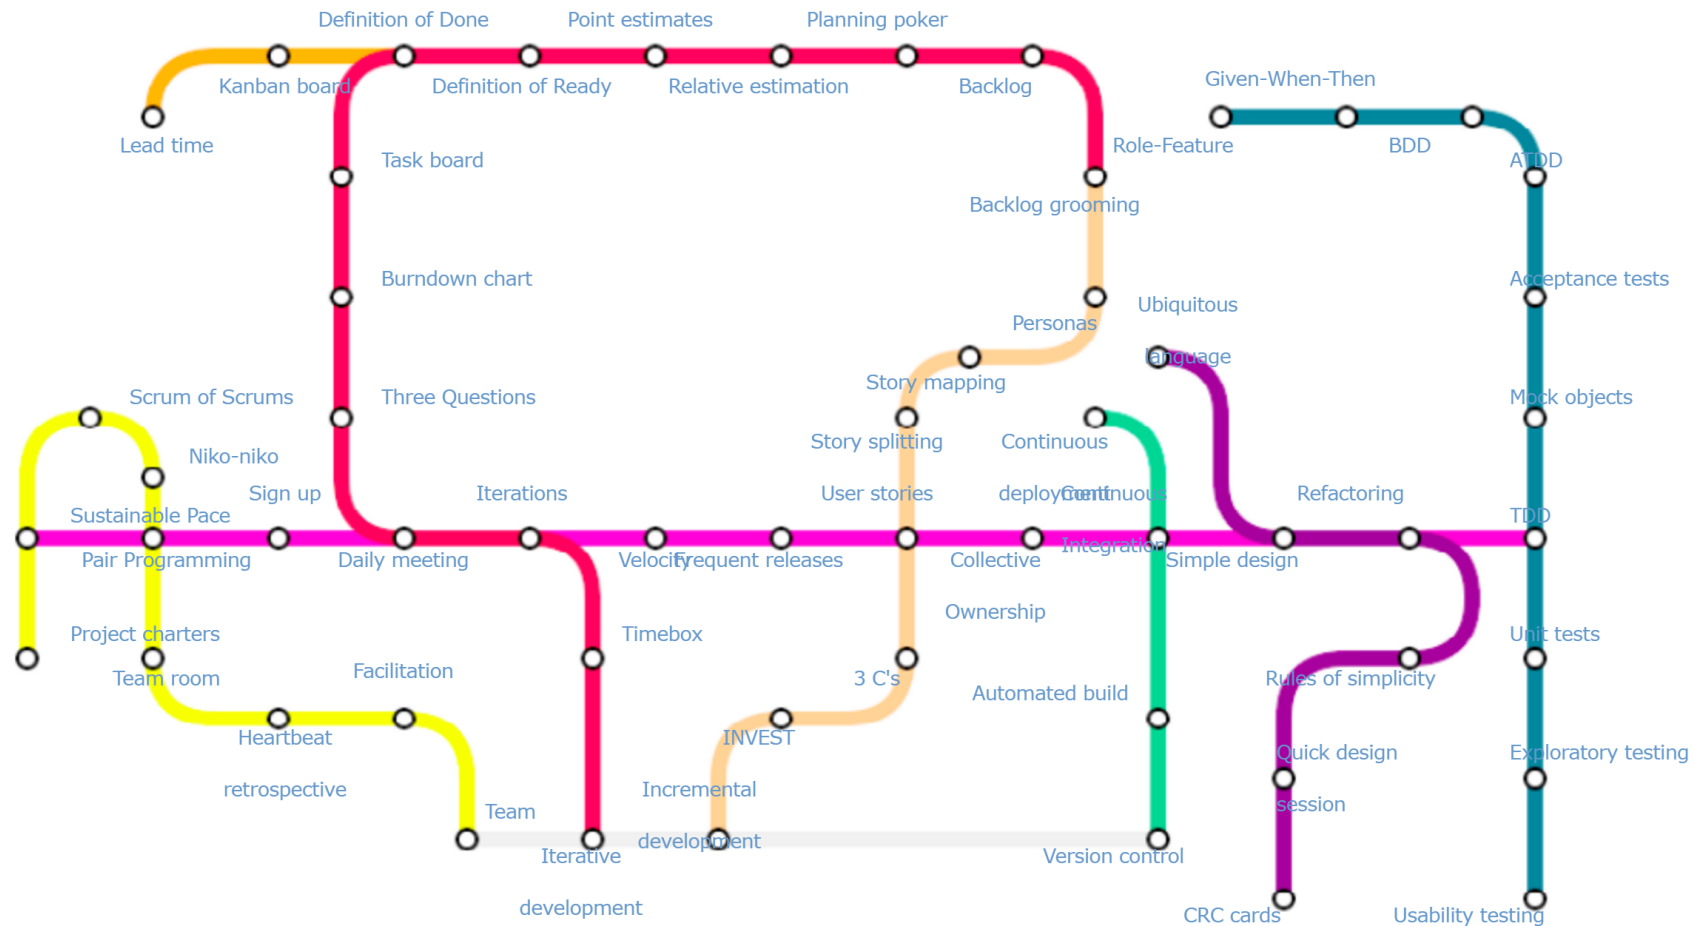 Definition of Done
Point estimates
Planning poker
Kanban board
Definition of Ready
Relative estimation
Backlog
Given-When-Then
Lead time
Task board
Role-Feature
BDD
ATDD
Backlog grooming
Burndown chart
Acceptance tests
Personas
Ubiquitous
language
Story mapping
Scrum of Scrums
Three Questions
Mock objects
Story splitting
Continuous
deployment
Niko-niko
Sign up
Iterations
User stories
Continuous
Integration
Refactoring
Sustainable Pace
TDD
Pair Programming
Daily meeting
Velocity
Frequent releases
Collective
Ownership
Simple design
Project charters
Timebox
Unit tests
Team room
Facilitation
3 C's
Automated build
Rules of simplicity
Heartbeat
retrospective
INVEST
Quick design
session
Exploratory testing
Incremental
development
Team
Iterative
development
Version control
CRC cards
Usability testing